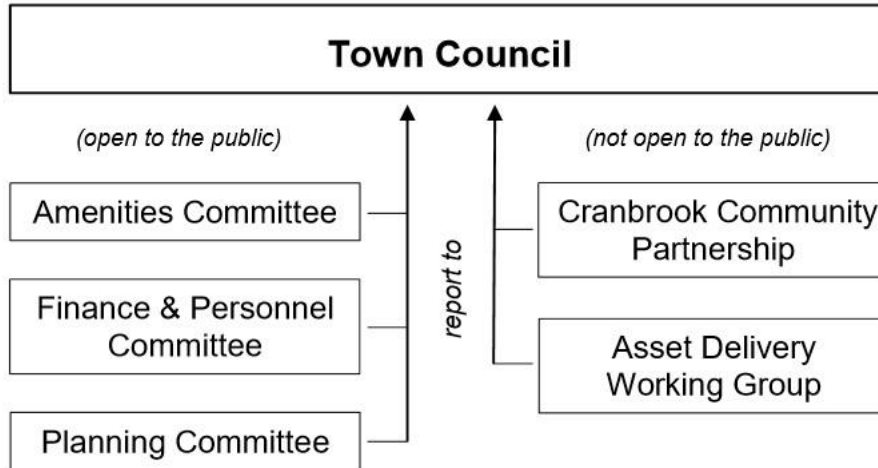 Town Council
(open to the public)
Amenities Committee
Finance & Personnel
Committee
Planning Committee
report to
(not open to the public)
Cranbrook Community
Partnership
Asset Delivery
Working Group